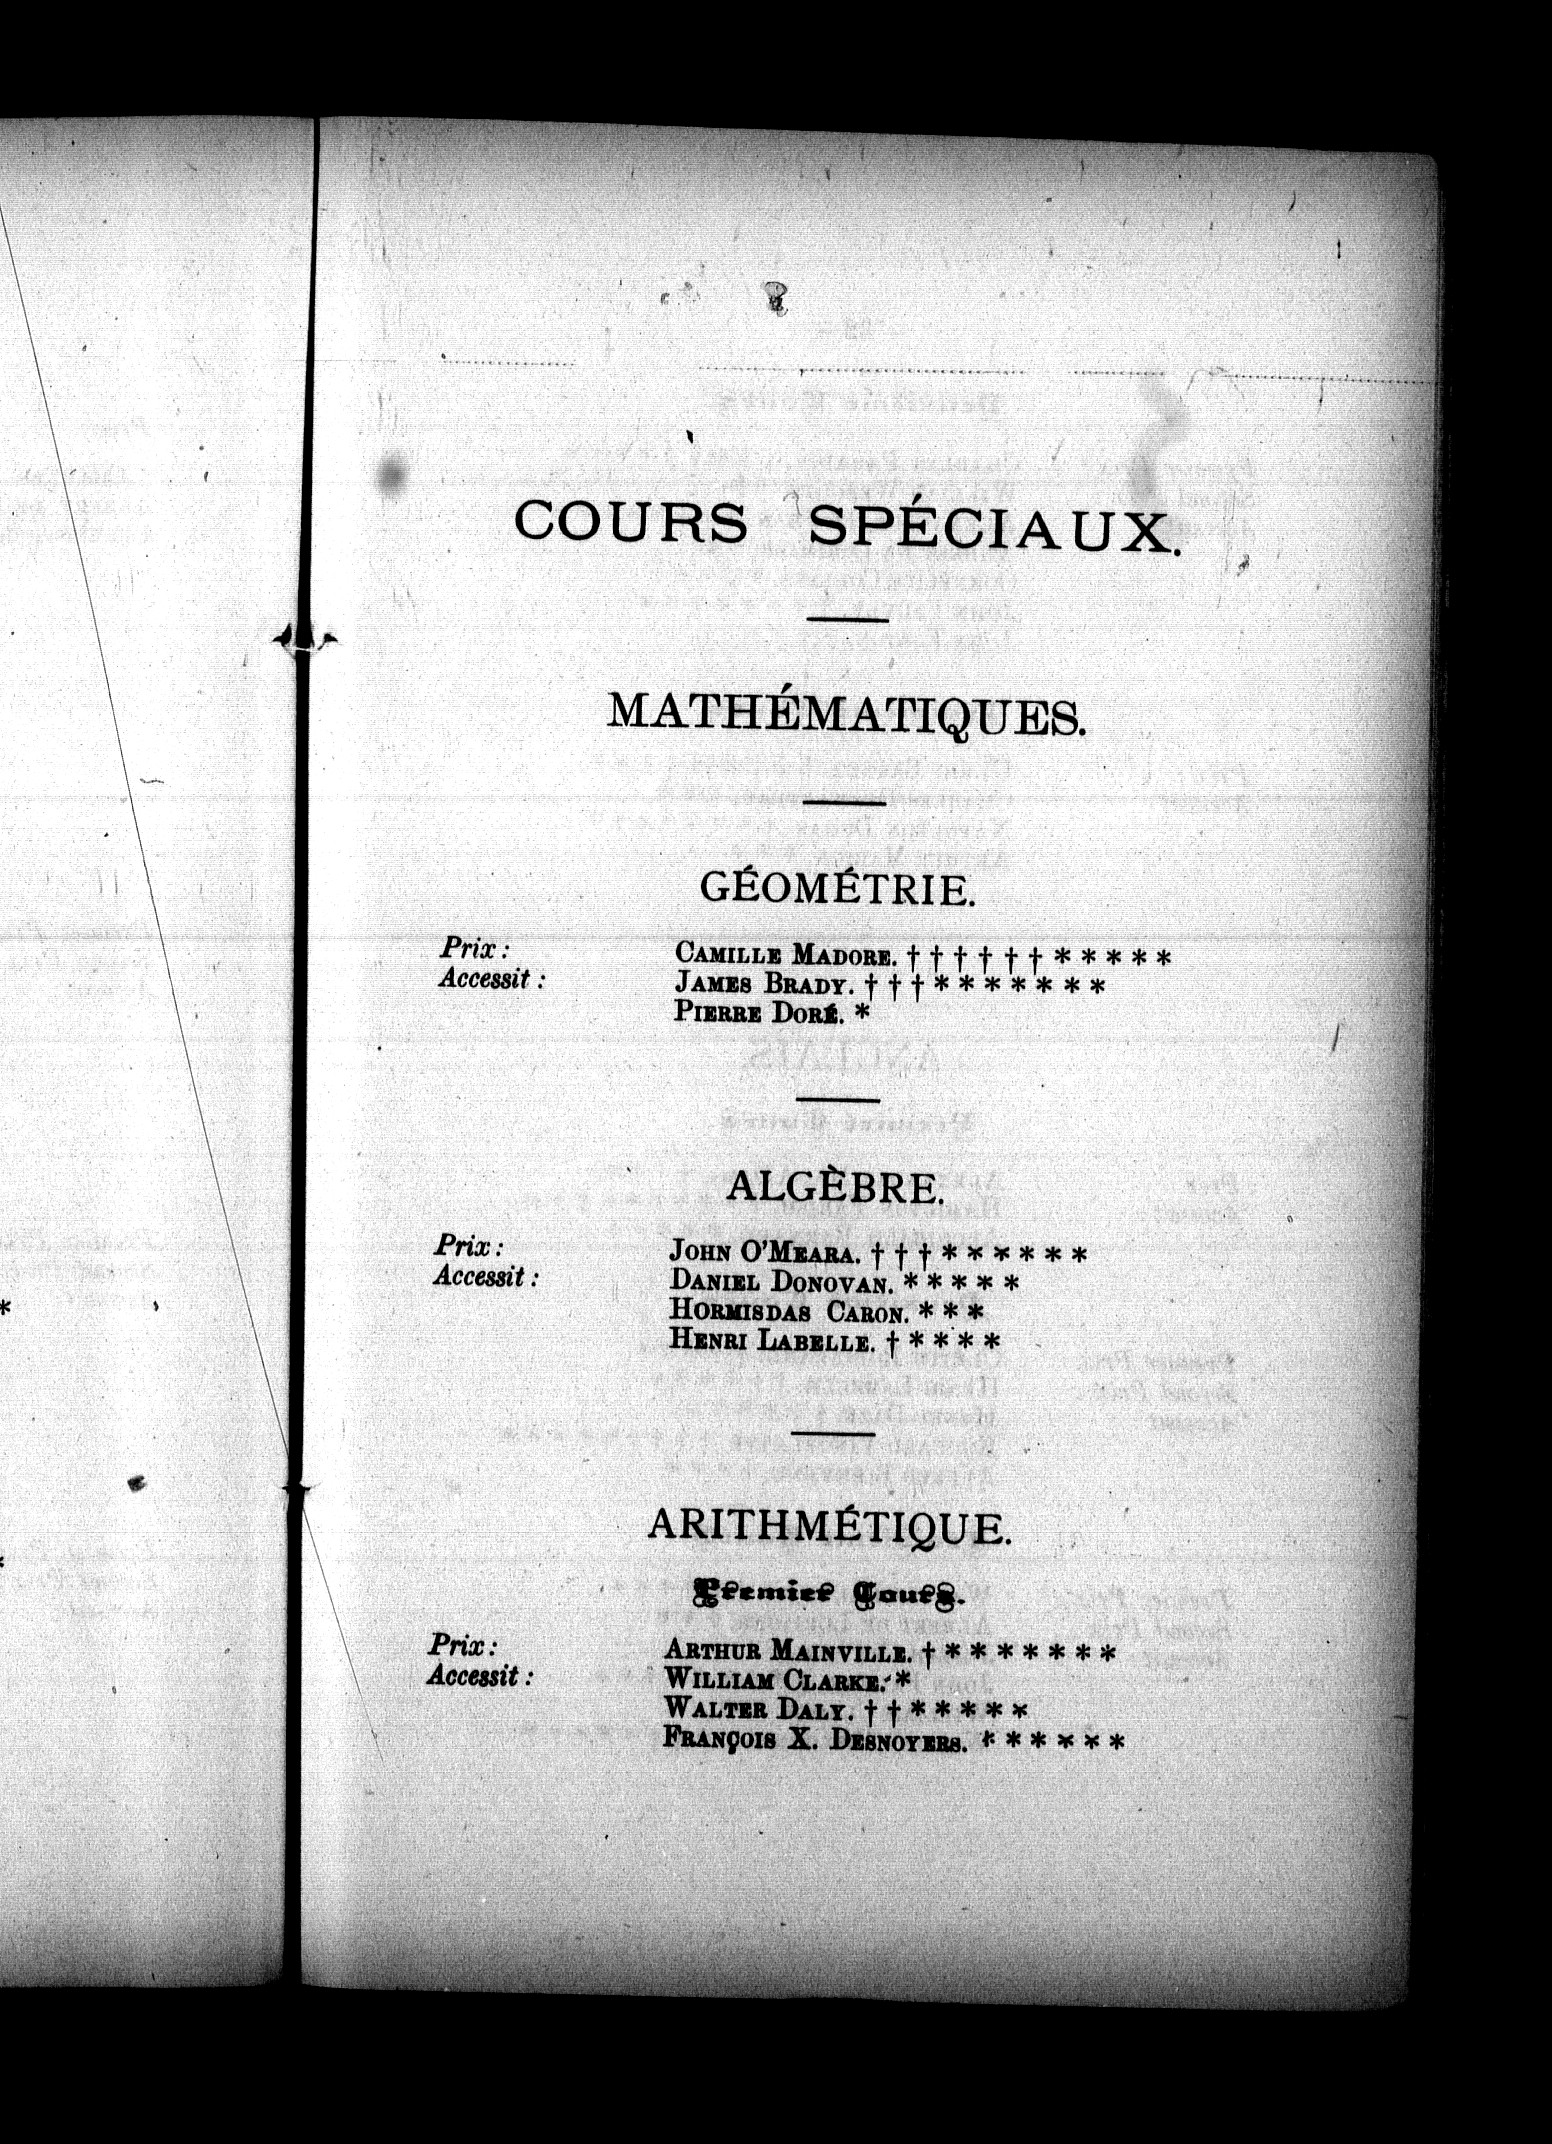 COURS SPÉCIAUX.
MATHÉMATIQUES.
GÉOMÉTRIE.
Prix : CAMILLE MADORE. † † † † † † * * * * *
Accessit : JAMES BRADY. † † † * * * * * * *
PIERRE DORÉ. *
ALGÈBRE.
Prix : JOHN O'MEARA. † † † * * * * * *
Accessit : DANIEL DONOVAN. * * * * *
HORMISDAS CARON. * * *
HENRI LABELLE. † * * * *
ARITHMÉTIQUE.
Premier Cours.
Prix : ARTHUR MAINVILLE. † * * * * * * *
Accessit : WILLIAM CLARKE. *
WALTER DALY. † † * * * * *
FRANÇOIS X. DESNOYERS. * * * * * *